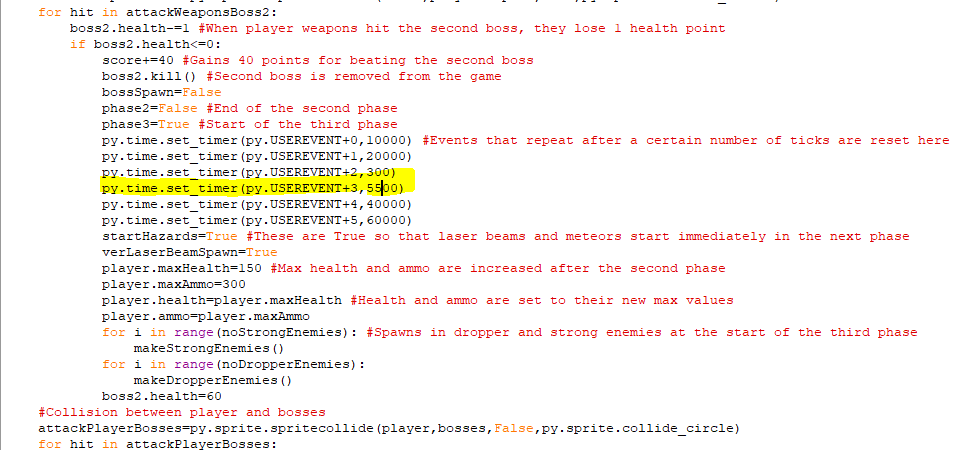 for hit in attackWeaponsBoss2:
boss2.health-=1 #When player weapons hit the second boss, they lose 1 health point
if boss2.health<=0:
score+=40 #Gains 40 points for beating the second boss
boss2.kill() #Second boss is removed from the game
bossSpawn=False
phase2=False #End of the second phase
phase3=True #Start of the third phase
py.time.set_timer(py.USEREVENT+0,10000) #Events that repeat after a certain number of ticks are reset here
py.time.set_timer(py.USEREVENT+1,20000)
py.time.set_timer(py.USEREVENT+2,300)
py.time.set_timer(py.USEREVENT+3,5500)
py.time.set_timer(py.USEREVENT+4,40000)
py.time.set_timer(py.USEREVENT+5,60000)
startHazards=True #These are True so that laser beams and meteors start immediately in the next phase
verLaserBeamSpawn=True
player.maxHealth=150 #Max health and ammo are increased after the second phase
player.maxAmmo=300
player.health=player.maxHealth #Health and ammo are set to their new max values
player.ammo=player.maxAmmo
for i in range(noStrongEnemies): #Spawns in dropper and strong enemies at the start of the third phase
makeStrongEnemies()
for i in range(noDropperEnemies):
makeDropperEnemies()
boss2.health=60
#Collision between player and bosses
attackPlayerBosses=py.sprite.spritecollide(player,bosses,False,py.sprite.collide_circle)
for hit in attackPlayerBosses: